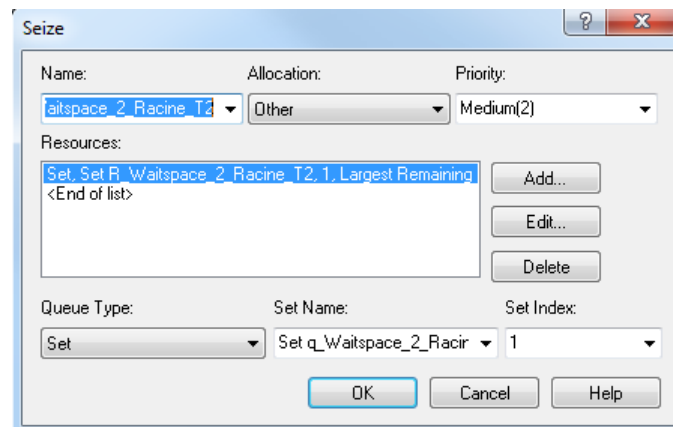 Seize
Name: Allocation: Priority:
aitspace_2_Racine_T2 Other Medium(2)
Resources:
Set, Set R_Waitspace_2_Racine_T2, 1, Largest Remaining
<End of list>
Add...
Edit...
Delete
Queue Type: Set Name: Set Index:
Set Set q_Waitspace_2_Racir 1
OK Cancel Help